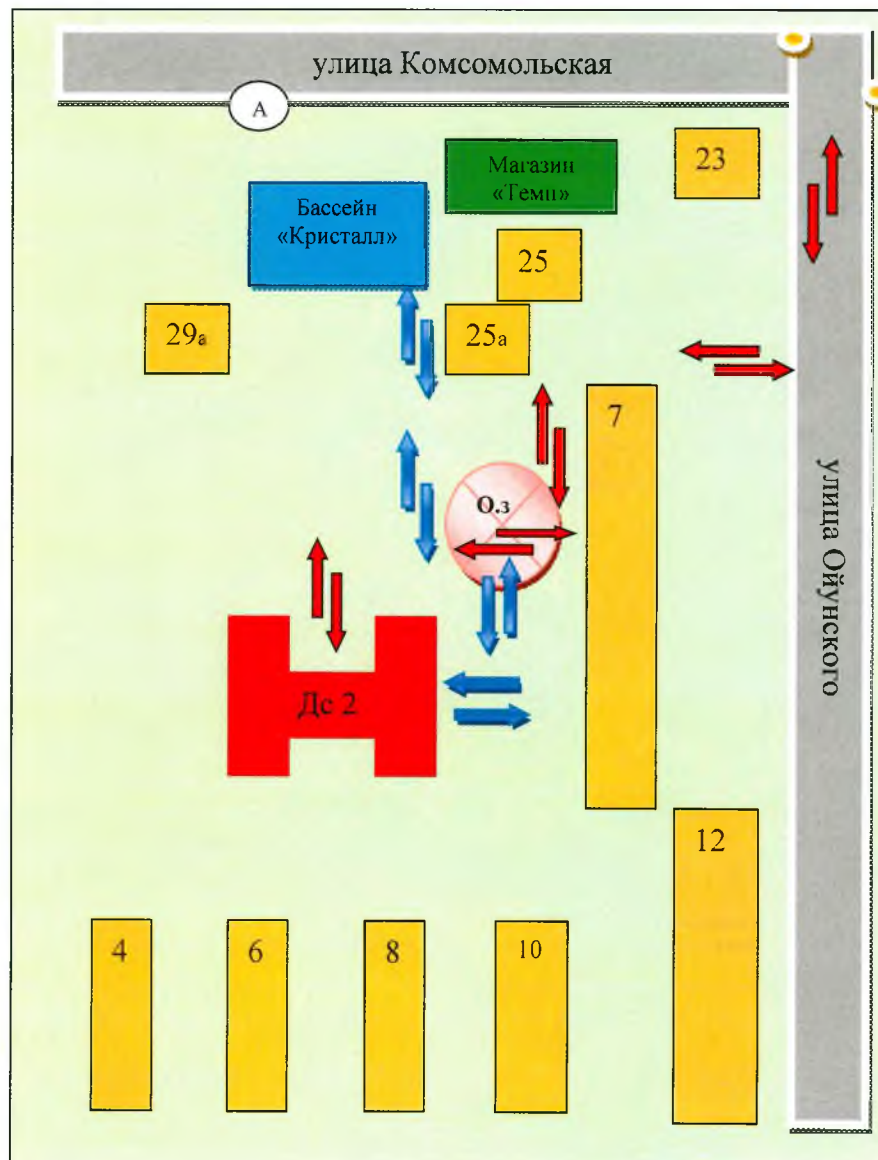 улица Комсомольская
А
Магазин
«Темп»
23
Бассейн
«Кристалл»
25
29а
25а
7
О.з
улица Ойунского
Дс 2
12
4
6
8
10